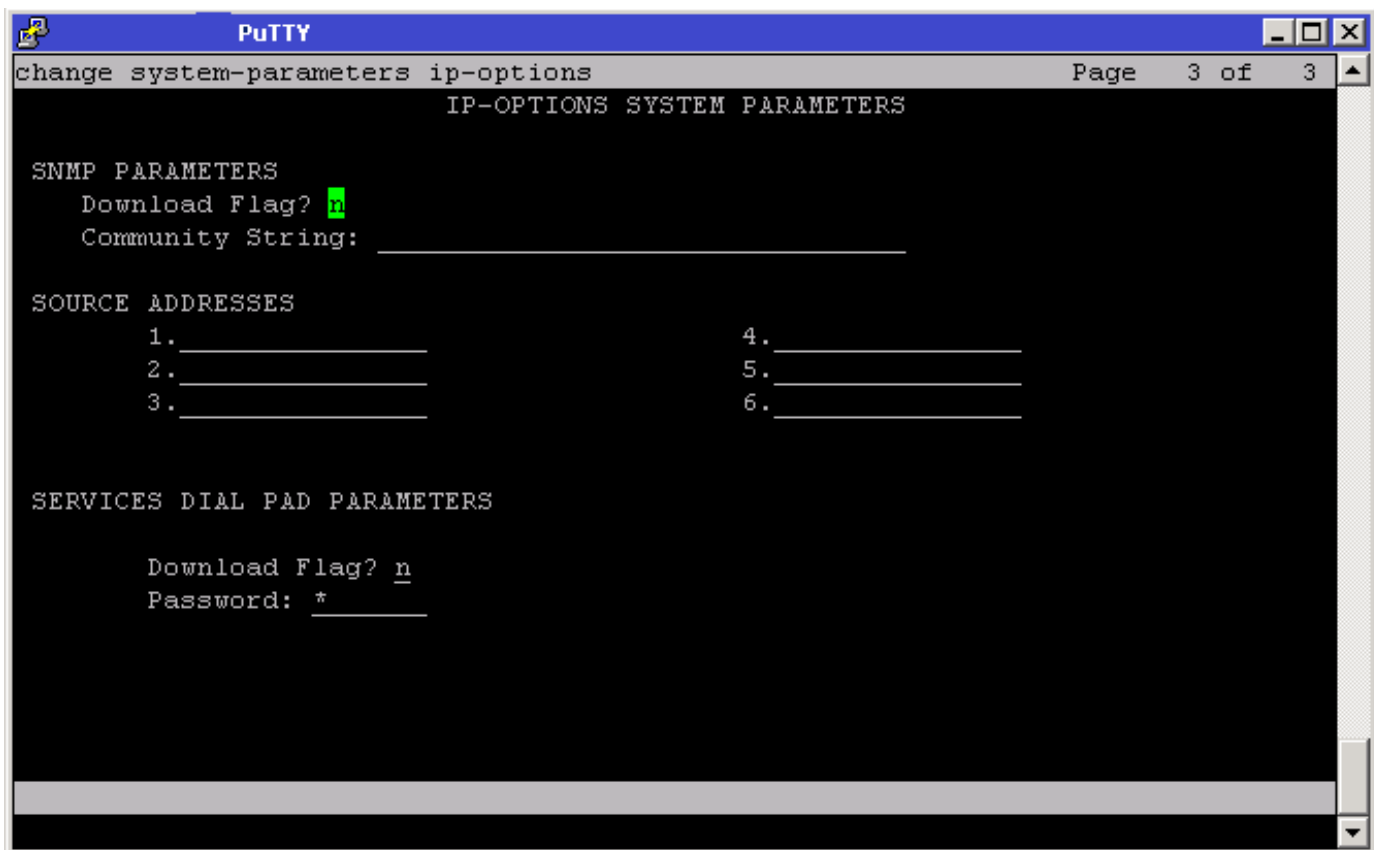 PuTTY
change system-parameters ip-options Page 3 of 3
IP-OPTIONS SYSTEM PARAMETERS
SNMP PARAMETERS
Download Flag? n
Community String:
SOURCE ADDRESSES
1. 4.
2. 5.
3. 6.
SERVICES DIAL PAD PARAMETERS
Download Flag? n
Password: *